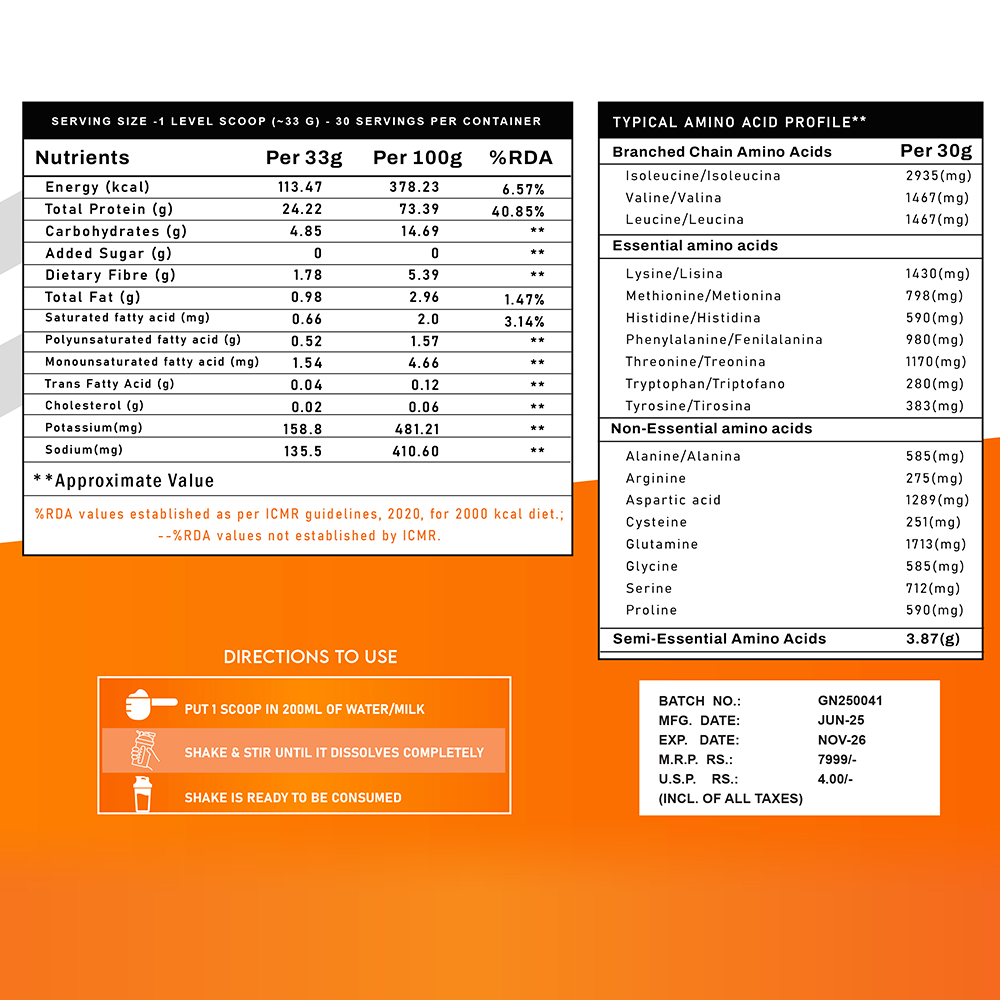 SERVING SIZE -1 LEVEL SCOOP (~33 G) - 30 SERVINGS PER CONTAINER
Nutrients Per 33g Per 100g %RDA
Energy (kcal) 113.47 378.23 6.57%
Total Protein (g) 24.22 73.39 40.85%
Carbohydrates (g) 4.85 14.69 **
Added Sugar (g) 0 0 **
Dietary Fibre (g) 1.78 5.39 **
Total Fat (g) 0.98 2.96 1.47%
Saturated fatty acid (mg) 0.66 2.0 3.14%
Polyunsaturated fatty acid (g) 0.52 1.57 **
Monounsaturated fatty acid (mg) 1.54 4.66 **
Trans Fatty Acid (g) 0.04 0.12 **
Cholesterol (g) 0.02 0.06 **
Potassium(mg) 158.8 481.21 **
Sodium(mg) 135.5 410.60 **
**Approximate Value
%RDA values established as per ICMR guidelines, 2020, for 2000 kcal diet.;
--%RDA values not established by ICMR.
TYPICAL AMINO ACID PROFILE**
Branched Chain Amino Acids Per 30g
Isoleucine/Isoleucina 2935(mg)
Valine/Valina 1467(mg)
Leucine/Leucina 1467(mg)
Essential amino acids
Lysine/Lisina 1430(mg)
Methionine/Metionina 798(mg)
Histidine/Histidina 590(mg)
Phenylalanine/Fenilalanina 980(mg)
Threonine/Treonina 1170(mg)
Tryptophan/Triptofano 280(mg)
Tyrosine/Tirosina 383(mg)
Non-Essential amino acids
Alanine/Alanina 585(mg)
Arginine 275(mg)
Aspartic acid 1289(mg)
Cysteine 251(mg)
Glutamine 1713(mg)
Glycine 585(mg)
Serine 712(mg)
Proline 590(mg)
Semi-Essential Amino Acids 3.87(g)
DIRECTIONS TO USE
PUT 1 SCOOP IN 200ML OF WATER/MILK
SHAKE & STIR UNTIL IT DISSOLVES COMPLETELY
SHAKE IS READY TO BE CONSUMED
BATCH NO.: GN250041
MFG. DATE: JUN-25
EXP. DATE: NOV-26
M.R.P. RS.: 7999/-
U.S.P. RS.: 4.00/-
(INCL. OF ALL TAXES)